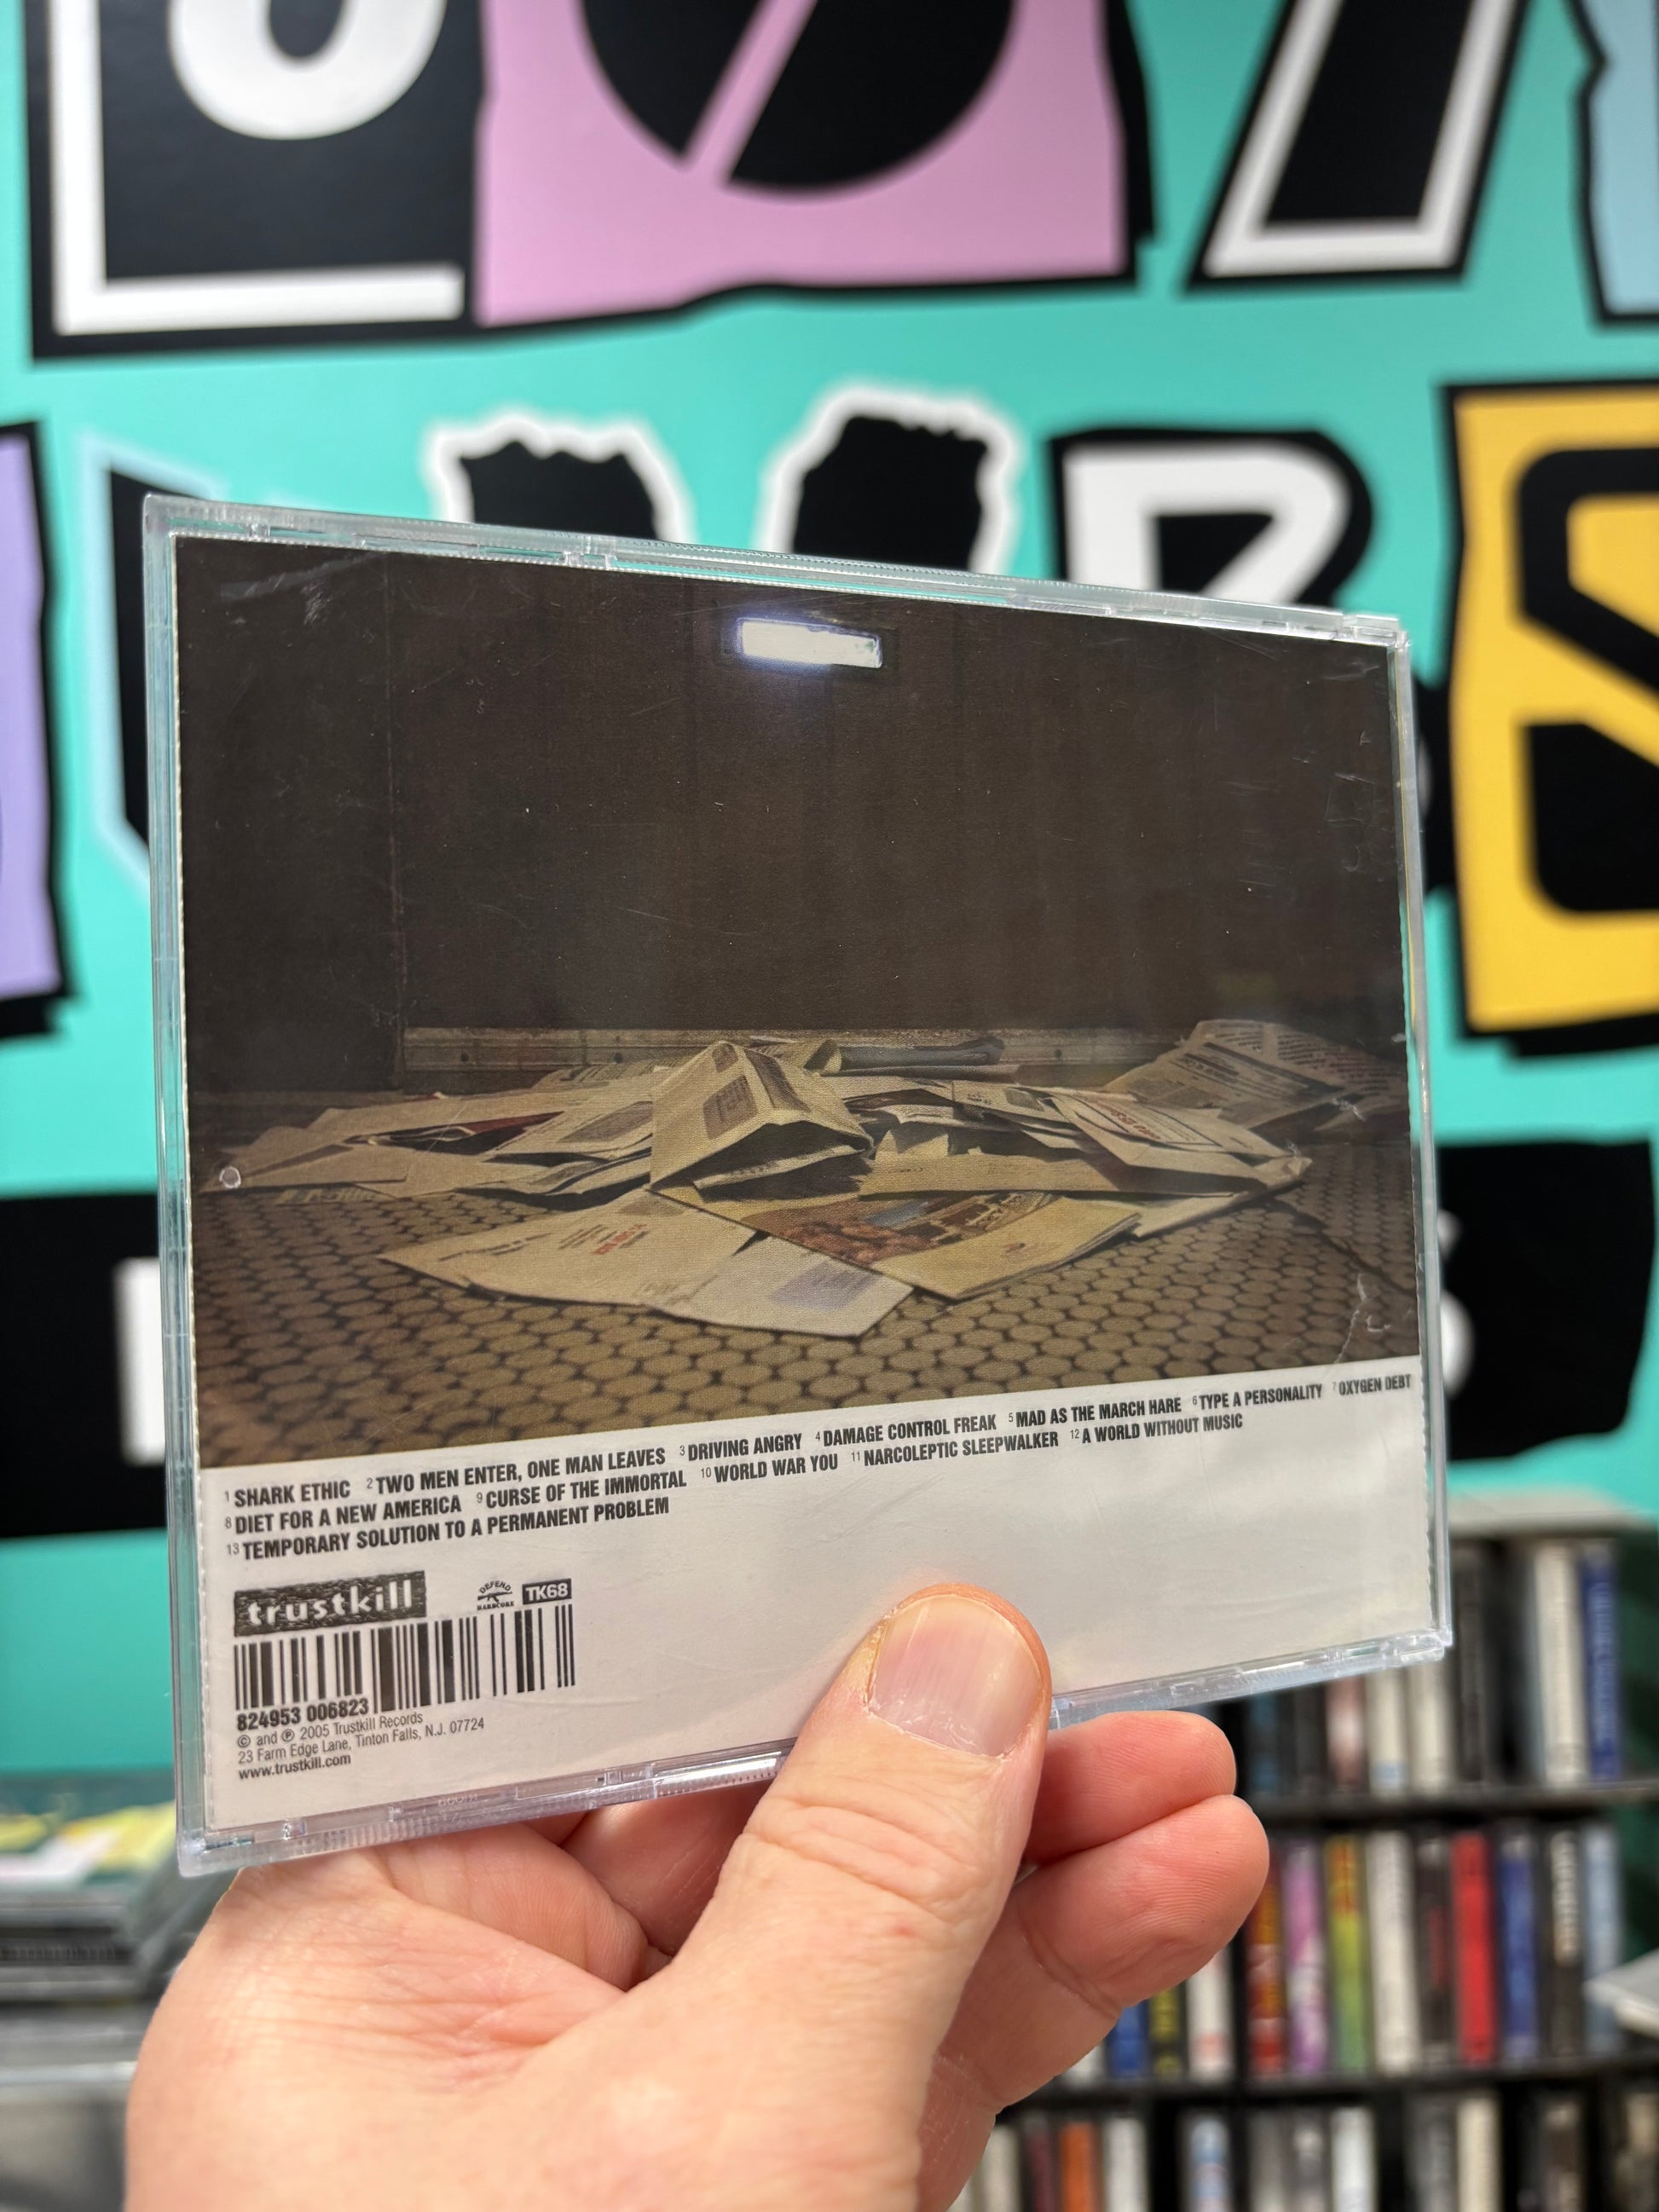 1 SHARK ETHIC 2 TWO MEN ENTER, ONE MAN LEAVES 3 DRIVING ANGRY 4 DAMAGE CONTROL FREAK 5 MAD AS THE MARCH HARE 6 TYPE A PERSONALITY 7 OXYGEN DEBT
8 DIET FOR A NEW AMERICA 9 CURSE OF THE IMMORTAL 10 WORLD WAR YOU 11 NARCOLEPTIC SLEEPWALKER 12 A WORLD WITHOUT MUSIC
13 TEMPORARY SOLUTION TO A PERMANENT PROBLEM
trustkill DEFEND HARDCORE TK68
824953 006823
© and ℗ 2005 Trustkill Records
23 Farm Edge Lane, Tinton Falls, N.J. 07724
www.trustkill.com